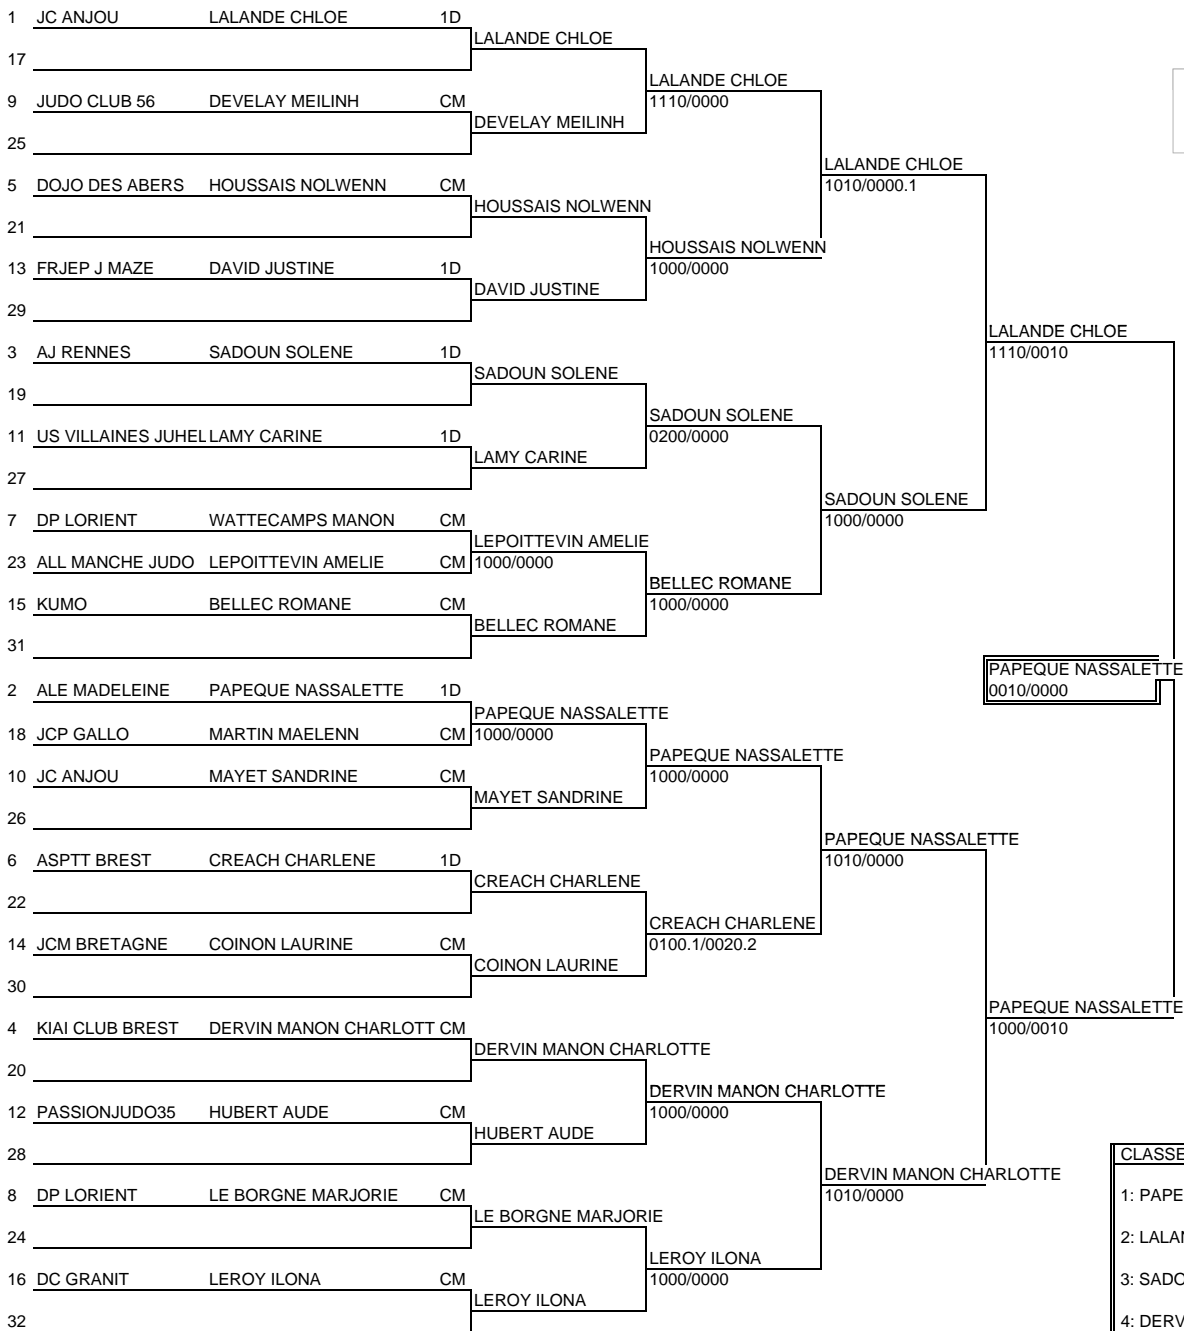 1 JC ANJOU LALANDE CHLOE 1D
LALANDE CHLOE
17
LALANDE CHLOE
9 JUDO CLUB 56 DEVELAY MEILINH CM
1110/0000
DEVELAY MEILINH
25
LALANDE CHLOE
5 DOJO DES ABERS HOUSSAIS NOLWENN CM
1010/0000.1
HOUSSAIS NOLWENN
21
HOUSSAIS NOLWENN
13 FRJEP J MAZE DAVID JUSTINE 1D
1000/0000
DAVID JUSTINE
29
LALANDE CHLOE
3 AJ RENNES SADOUN SOLENE 1D
1110/0010
SADOUN SOLENE
19
SADOUN SOLENE
11 US VILLAINES JUHEL LAMY CARINE 1D
0200/0000
LAMY CARINE
27
SADOUN SOLENE
7 DP LORIENT WATTECAMPS MANON CM
1000/0000
LEPOITTEVIN AMELIE
23 ALL MANCHE JUDO LEPOITTEVIN AMELIE CM 1000/0000
BELLEC ROMANE
15 KUMO BELLEC ROMANE CM
1000/0000
BELLEC ROMANE
31
PAPEQUE NASSALETTE
0010/0000
2 ALE MADELEINE PAPEQUE NASSALETTE 1D
PAPEQUE NASSALETTE
18 JCP GALLO MARTIN MAELENN CM 1000/0000
PAPEQUE NASSALETTE
10 JC ANJOU MAYET SANDRINE CM
1000/0000
MAYET SANDRINE
26
PAPEQUE NASSALETTE
6 ASPTT BREST CREACH CHARLENE 1D
1010/0000
CREACH CHARLENE
22
CREACH CHARLENE
14 JCM BRETAGNE COINON LAURINE CM
0100.1/0020.2
COINON LAURINE
30
PAPEQUE NASSALETTE
4 KIAI CLUB BREST DERVIN MANON CHARLOTT CM
1000/0010
DERVIN MANON CHARLOTTE
20
DERVIN MANON CHARLOTTE
12 PASSIONJUDO35 HUBERT AUDE CM
1000/0000
HUBERT AUDE
28
CLASSE
DERVIN MANON CHARLOTTE
8 DP LORIENT LE BORGNE MARJORIE CM
1010/0000
1: PAPE
LE BORGNE MARJORIE
24
2: LALAN
LEROY ILONA
16 DC GRANIT LEROY ILONA CM
1000/0000
3: SADO
LEROY ILONA
32
4: DERV